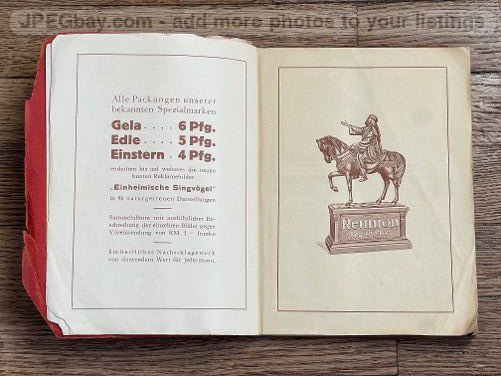 JPEGbay.com - add more photos to your listings
Alle Packungen unserer
bekannten Spezialmarken
Gela . . . . 6 Pfg.
Edle . . . . 5 Pfg.
Einstern . 4 Pfg.
enthalten bis auf weiteres die neuen
bunten Reklamebilder
„Einheimische Singvögel"
in 96 naturgetreuen Darstellungen
Sammelalbum mit ausführlicher Be-
schreibung der einzelnen Bilder gegen
Voreinsendung von RM. 1.— franko
Ein herrliches Nachschlagewerk
von dauerndem Wert für jedermann.
Reunion